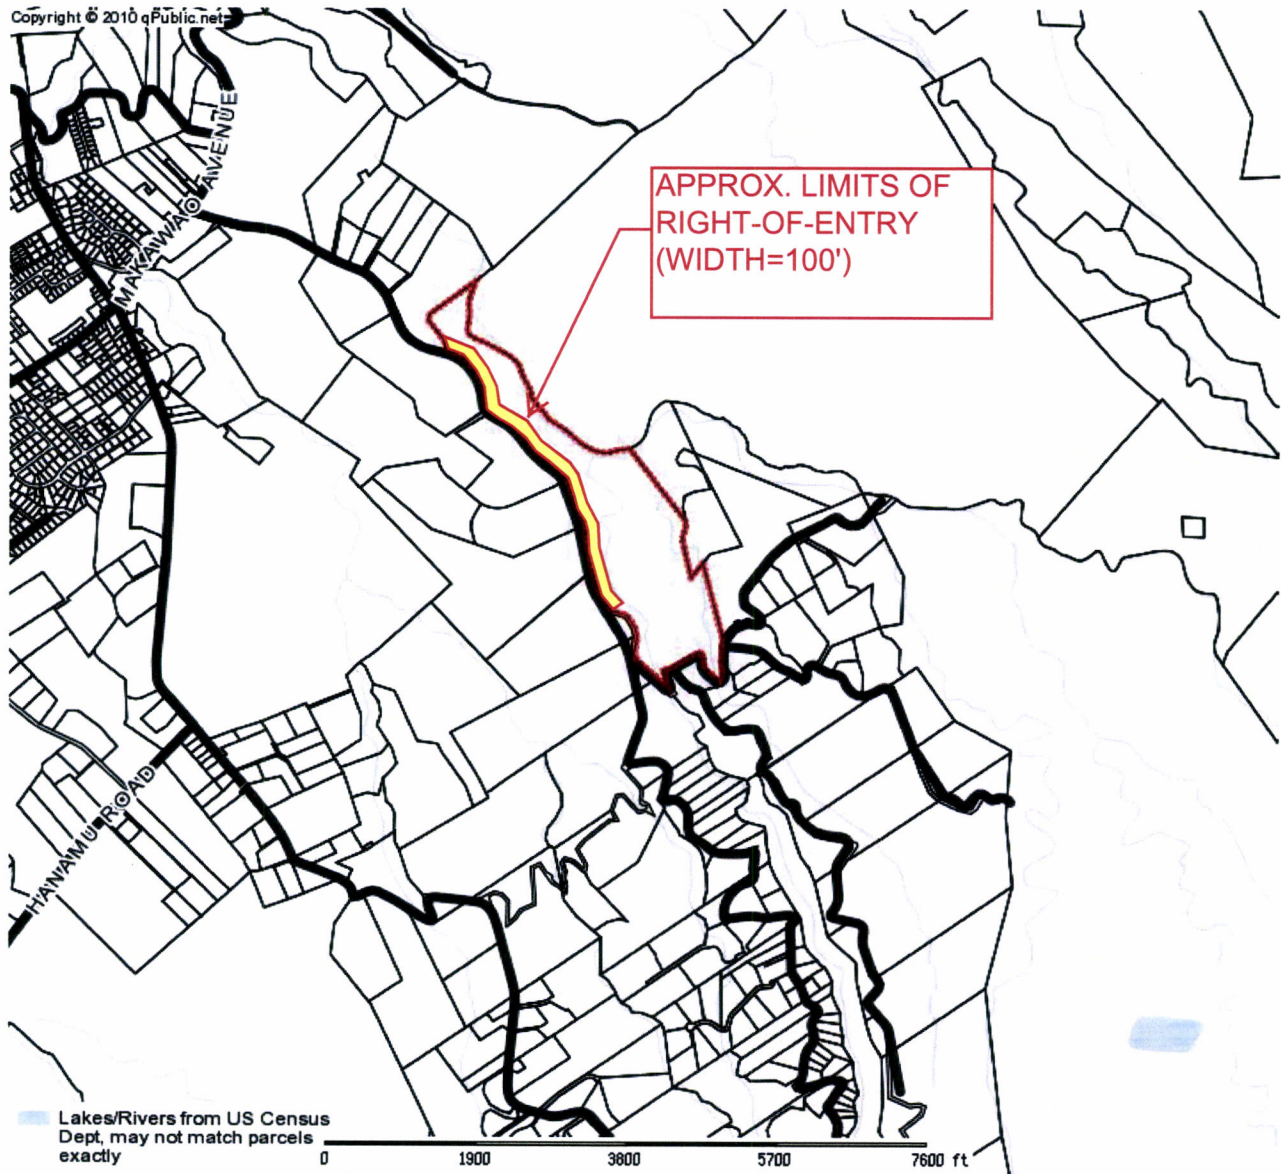 Copyright © 2010 qPublic.net
MAKAWAO AVENUE
APPROX. LIMITS OF
RIGHT-OF-ENTRY
(WIDTH=100')
HANAMU ROAD
Lakes/Rivers from US Census
Dept, may not match parcels
exactly
0 1900 3800 5700 7600 ft